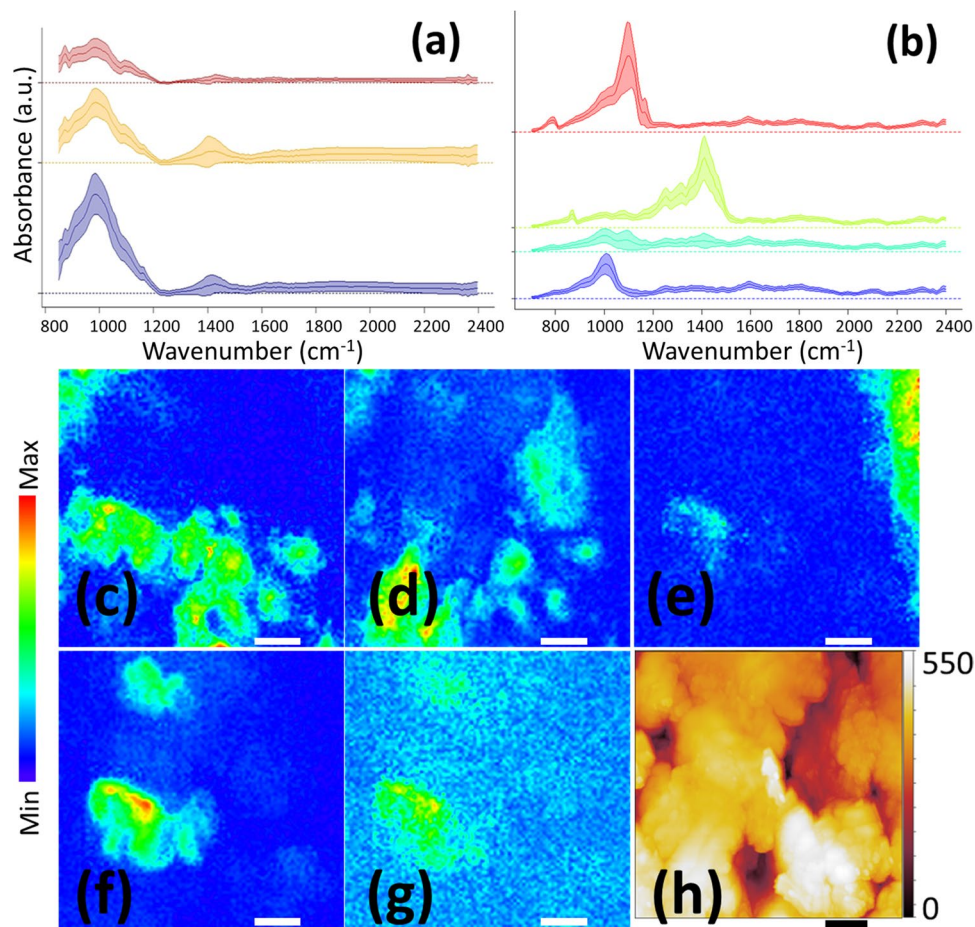 (a)
(b)
Absorbance (a.u.)
800 1000 1200 1400 1600 1800 2000 2200 2400
800 1000 1200 1400 1600 1800 2000 2200 2400
Wavenumber (cm⁻¹)
Wavenumber (cm⁻¹)
Max
Min
(c)
(d)
(e)
(f)
(g)
(h)
550
0